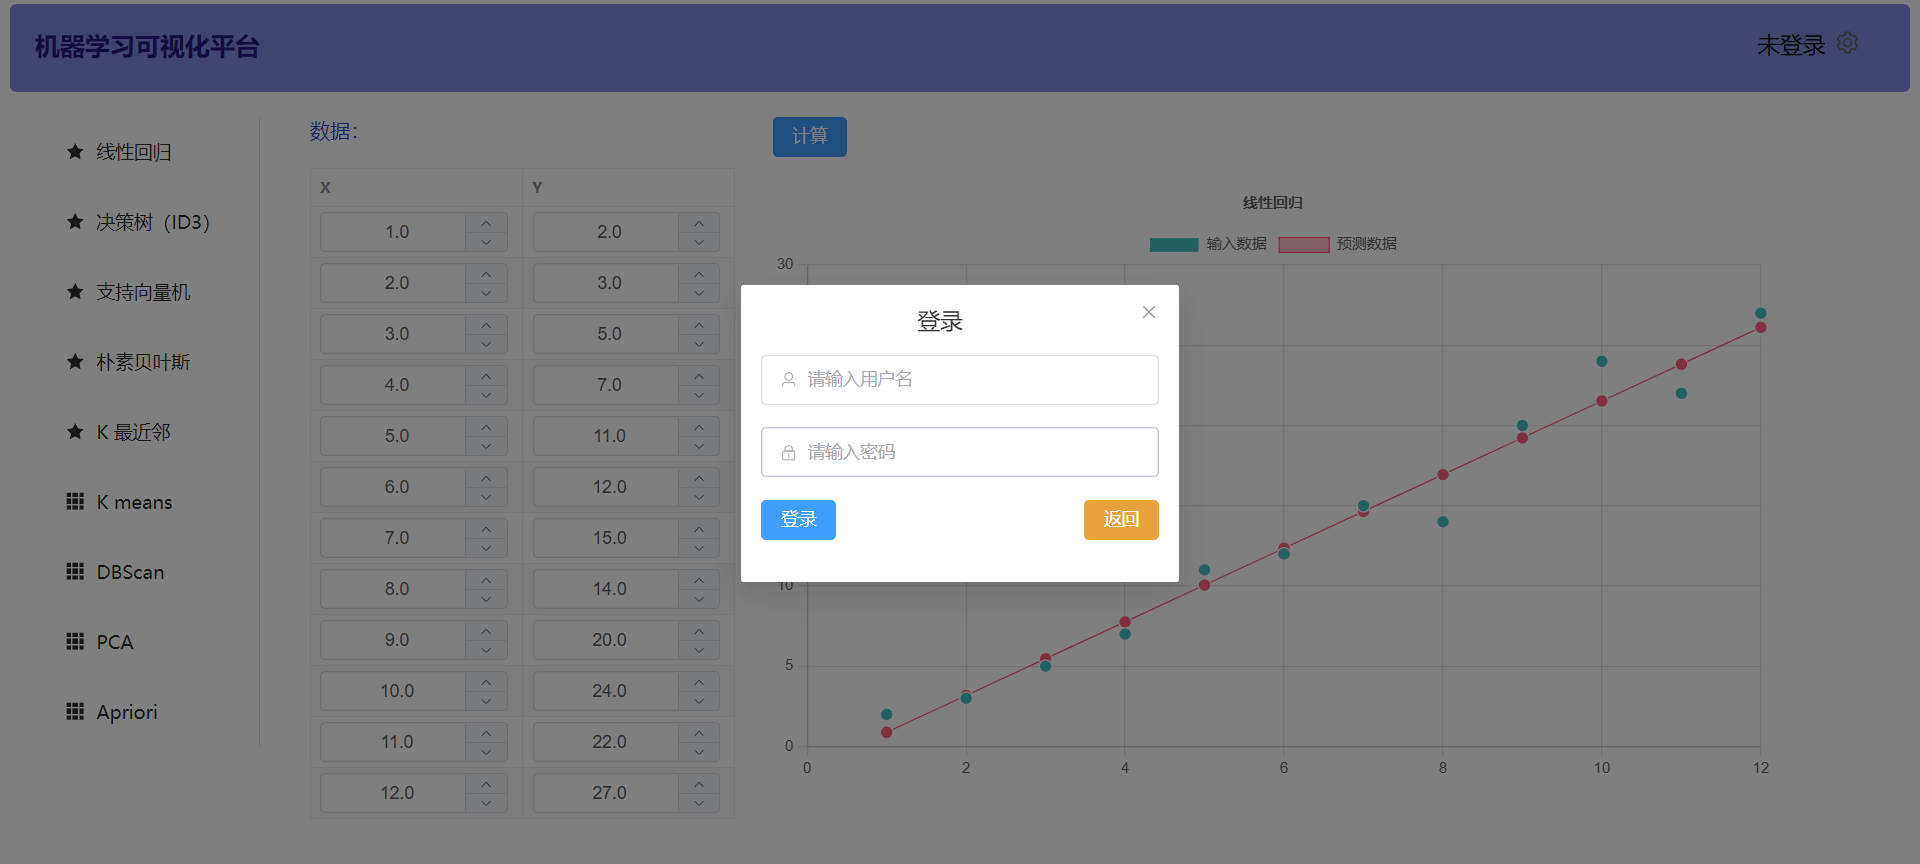 机器学习可视化平台
未登录
线性回归
决策树（ID3）
支持向量机
朴素贝叶斯
K 最近邻
K means
DBScan
PCA
Apriori
数据：
X Y
1.0 2.0
2.0 3.0
3.0 5.0
4.0 7.0
5.0 11.0
6.0 12.0
7.0 15.0
8.0 14.0
9.0 20.0
10.0 24.0
11.0 22.0
12.0 27.0
计算
线性回归
输入数据 预测数据
30
10
5
0
0 2 4 6 8 10 12
登录
请输入用户名
请输入密码
登录 返回